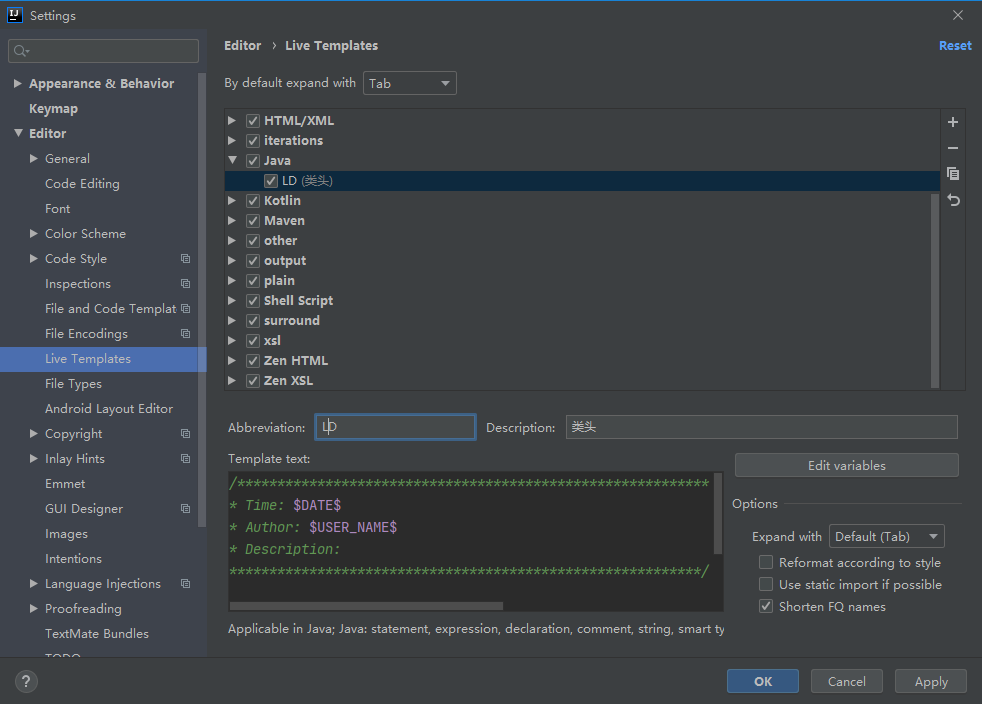 Settings
Editor › Live Templates
Reset
By default expand with Tab
Appearance & Behavior
Keymap
Editor
General
Code Editing
Font
Color Scheme
Code Style
Inspections
File and Code Templat
File Encodings
Live Templates
File Types
Android Layout Editor
Copyright
Inlay Hints
Emmet
GUI Designer
Images
Intentions
Language Injections
Proofreading
TextMate Bundles
TODO
HTML/XML
iterations
Java
LD (类头)
Kotlin
Maven
other
output
plain
Shell Script
surround
xsl
Zen HTML
Zen XSL
Abbreviation: LD Description: 类头
Template text:
/***********************************************************
* Time: $DATE$
* Author: $USER_NAME$
* Description:
***********************************************************/
Edit variables
Options
Expand with Default (Tab)
Reformat according to style
Use static import if possible
Shorten FQ names
Applicable in Java; Java: statement, expression, declaration, comment, string, smart ty
?
OK
Cancel
Apply